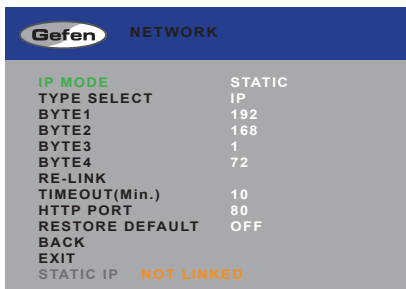 Gefen NETWORK
IP MODE STATIC
TYPE SELECT IP
BYTE1 192
BYTE2 168
BYTE3 1
BYTE4 72
RE-LINK
TIMEOUT(Min.) 10
HTTP PORT 80
RESTORE DEFAULT OFF
BACK
EXIT
STATIC IP NOT LINKED